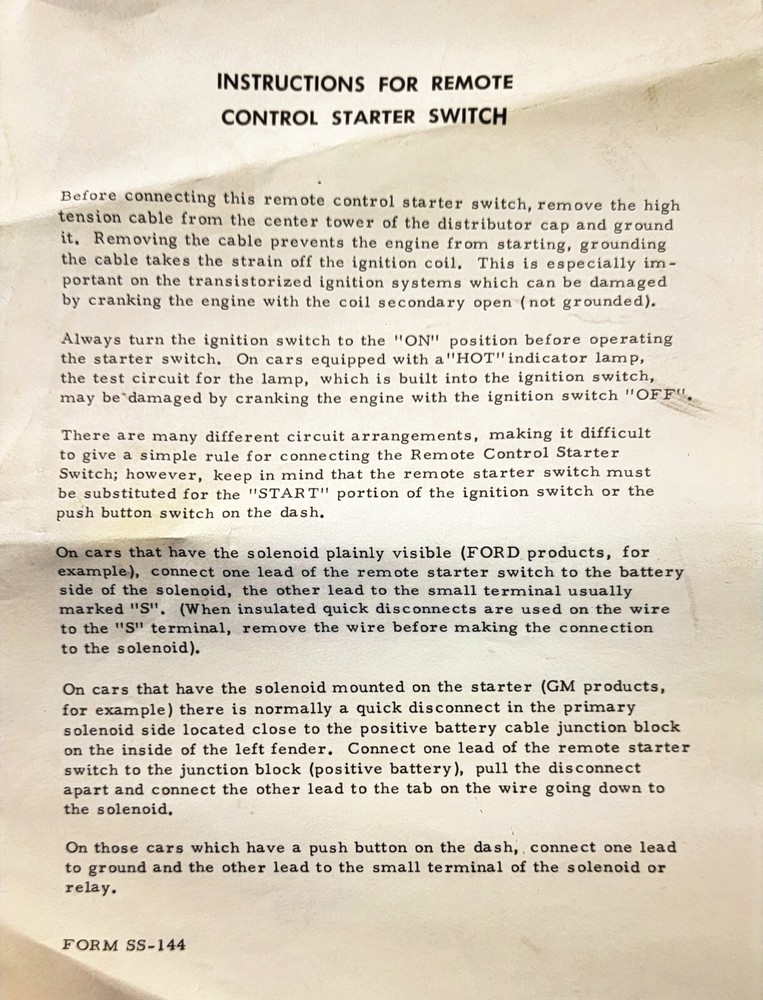 INSTRUCTIONS FOR REMOTE
CONTROL STARTER SWITCH
Before connecting this remote control starter switch, remove the high
tension cable from the center tower of the distributor cap and ground
it. Removing the cable prevents the engine from starting, grounding
the cable takes the strain off the ignition coil. This is especially im-
portant on the transistorized ignition systems which can be damaged
by cranking the engine with the coil secondary open (not grounded).
Always turn the ignition switch to the "ON" position before operating
the starter switch. On cars equipped with a "HOT" indicator lamp,
the test circuit for the lamp, which is built into the ignition switch,
may be damaged by cranking the engine with the ignition switch "OFF".
There are many different circuit arrangements, making it difficult
to give a simple rule for connecting the Remote Control Starter
Switch; however, keep in mind that the remote starter switch must
be substituted for the "START" portion of the ignition switch or the
push button switch on the dash.
On cars that have the solenoid plainly visible (FORD products, for
example), connect one lead of the remote starter switch to the battery
side of the solenoid, the other lead to the small terminal usually
marked "S". (When insulated quick disconnects are used on the wire
to the "S" terminal, remove the wire before making the connection
to the solenoid).
On cars that have the solenoid mounted on the starter (GM products,
for example) there is normally a quick disconnect in the primary
solenoid side located close to the positive battery cable junction block
on the inside of the left fender. Connect one lead of the remote starter
switch to the junction block (positive battery), pull the disconnect
apart and connect the other lead to the tab on the wire going down to
the solenoid.
On those cars which have a push button on the dash, connect one lead
to ground and the other lead to the small terminal of the solenoid or
relay.
FORM SS-144